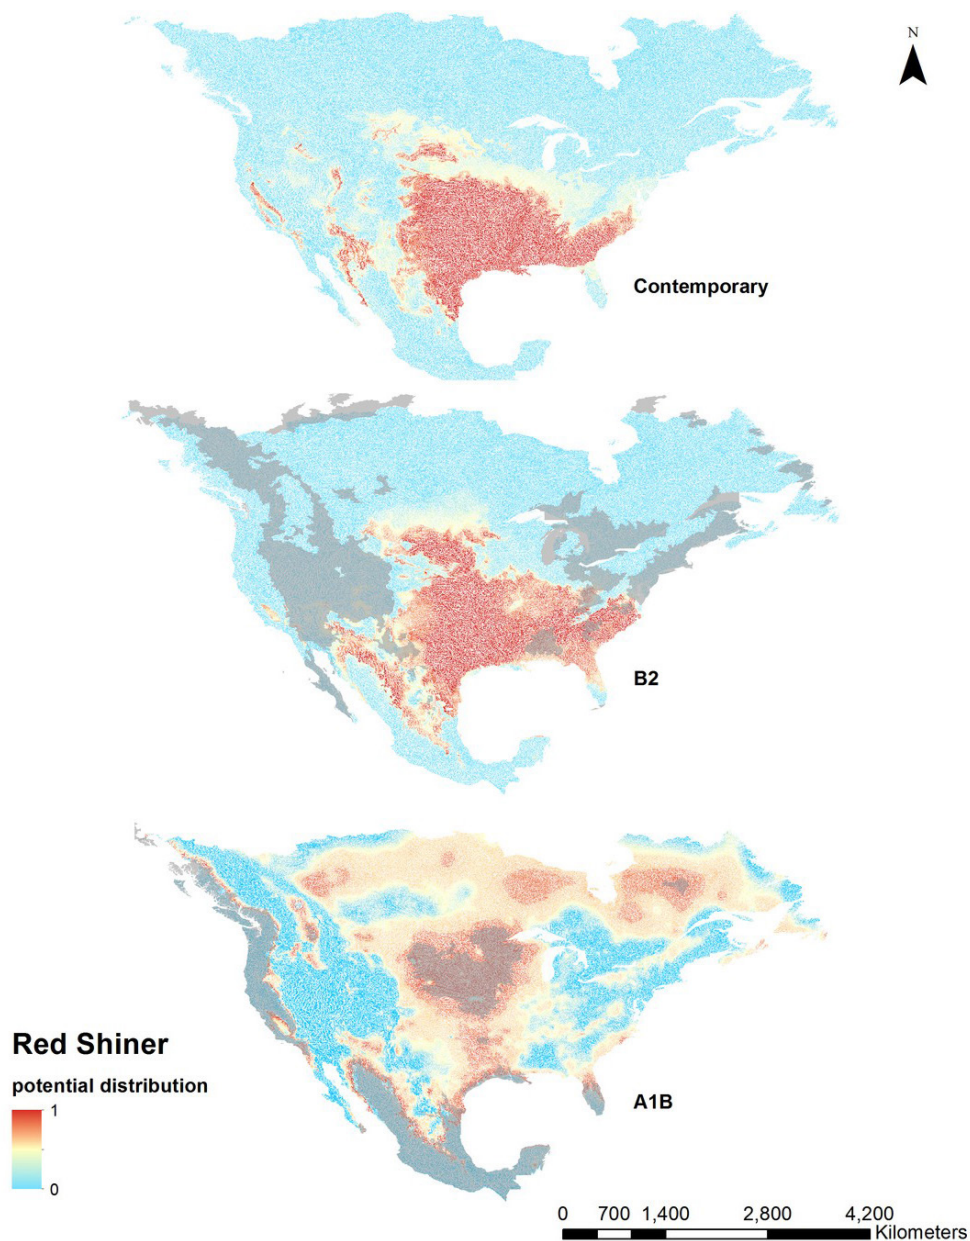 N
Contemporary
B2
A1B
Red Shiner
potential distribution
1
0
0 700 1,400 2,800 4,200
Kilometers